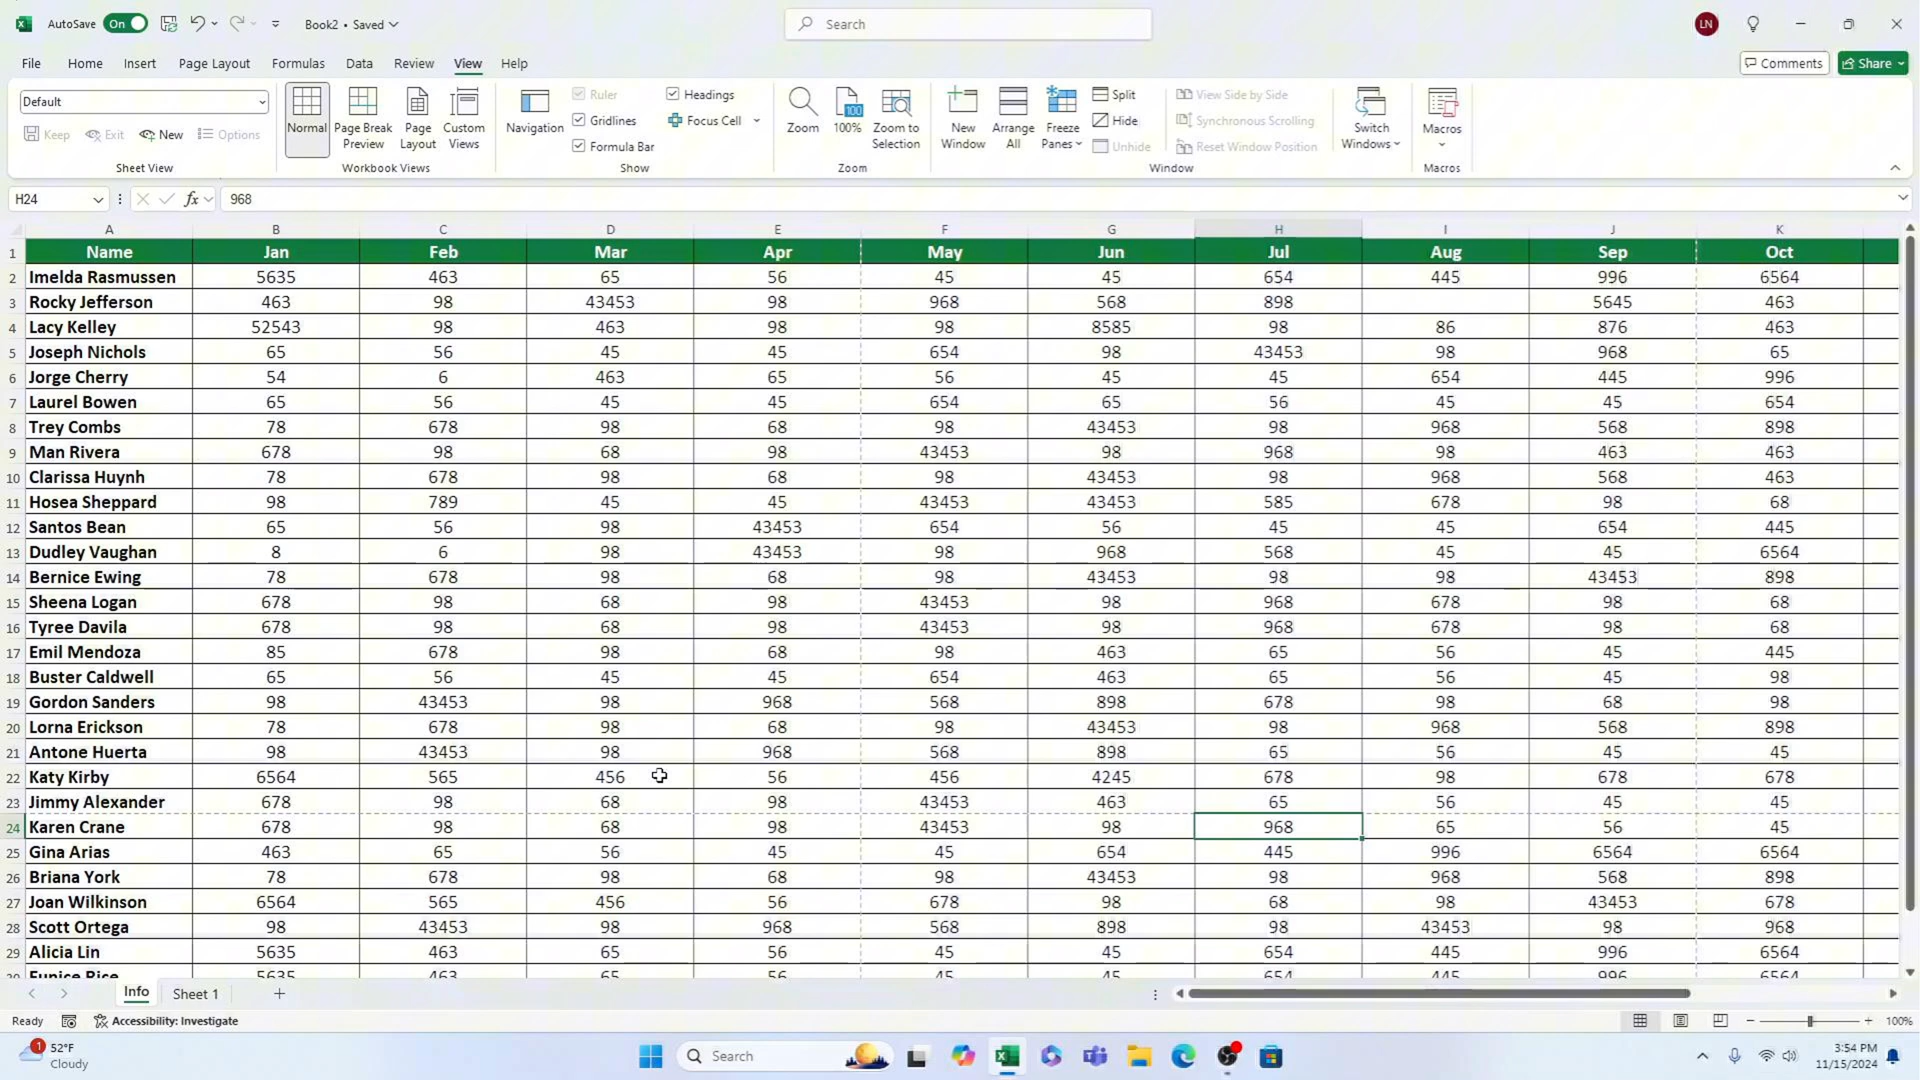 AutoSave On Book2 • Saved Search LN
File Home Insert Page Layout Formulas Data Review View Help Comments Share
Default
Keep Exit New Options
Sheet View
Normal Page Break Preview Page Layout Custom Views
Workbook Views
Navigation Ruler Headings
Gridlines Focus Cell
Formula Bar
Show
Zoom 100 100% Zoom to Selection
Zoom
New Window Arrange All Freeze Panes Split Hide Unhide
View Side by Side
Synchronous Scrolling
Reset Window Position
Switch Windows
Window
Macros
Macros
H24 fx 968
A B C D E F G H I J K
1 Name Jan Feb Mar Apr May Jun Jul Aug Sep Oct
2 Imelda Rasmussen 5635 463 65 56 45 45 654 445 996 6564
3 Rocky Jefferson 463 98 43453 98 968 568 898 5645 463
4 Lacy Kelley 52543 98 463 98 98 8585 98 86 876 463
5 Joseph Nichols 65 56 45 45 654 98 43453 98 968 65
6 Jorge Cherry 54 6 463 65 56 45 45 654 445 996
7 Laurel Bowen 65 56 45 45 654 65 56 45 45 654
8 Trey Combs 78 678 98 68 98 43453 98 968 568 898
9 Man Rivera 678 98 68 98 43453 98 968 98 463 463
10 Clarissa Huynh 78 678 98 68 98 43453 98 968 568 463
11 Hosea Sheppard 98 789 45 45 43453 43453 585 678 98 68
12 Santos Bean 65 56 98 43453 654 56 45 45 654 445
13 Dudley Vaughan 8 6 98 43453 98 968 568 45 45 6564
14 Bernice Ewing 78 678 98 68 98 43453 98 98 43453 898
15 Sheena Logan 678 98 68 98 43453 98 968 678 98 68
16 Tyree Davila 678 98 68 98 43453 98 968 678 98 68
17 Emil Mendoza 85 678 98 68 98 463 65 56 45 445
18 Buster Caldwell 65 56 45 45 654 463 65 56 45 98
19 Gordon Sanders 98 43453 98 968 568 898 678 98 68 98
20 Lorna Erickson 78 678 98 68 98 43453 98 968 568 898
21 Antone Huerta 98 43453 98 968 568 898 65 56 45 45
22 Katy Kirby 6564 565 456 56 456 4245 678 98 678 678
23 Jimmy Alexander 678 98 68 98 43453 463 65 56 45 45
24 Karen Crane 678 98 68 98 43453 98 968 65 56 45
25 Gina Arias 463 65 56 45 45 654 445 996 6564 6564
26 Briana York 78 678 98 68 98 43453 98 968 568 898
27 Joan Wilkinson 6564 565 456 56 678 98 68 98 43453 678
28 Scott Ortega 98 43453 98 968 568 898 98 43453 98 968
29 Alicia Lin 5635 463 65 56 45 45 654 445 996 6564
30 Eunice Rice 5635 463 65 56 45 45 654 445 996 6564
Info Sheet 1
Ready Accessibility: Investigate 100%
1 52°F
Cloudy
Search
3:54 PM
11/15/2024